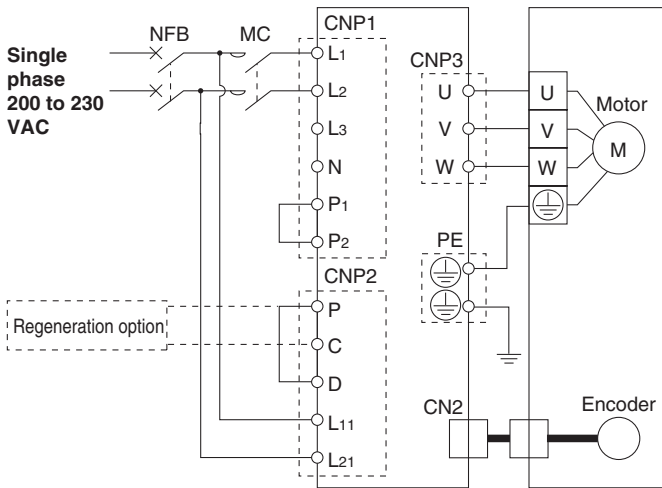 Single
phase
200 to 230
VAC
NFB
MC
CNP1
L1
L2
L3
N
P1
P2
CNP2
P
C
D
L11
L21
Regeneration option
CNP3
U
V
W
PE
CN2
U
V
W
Motor
M
Encoder